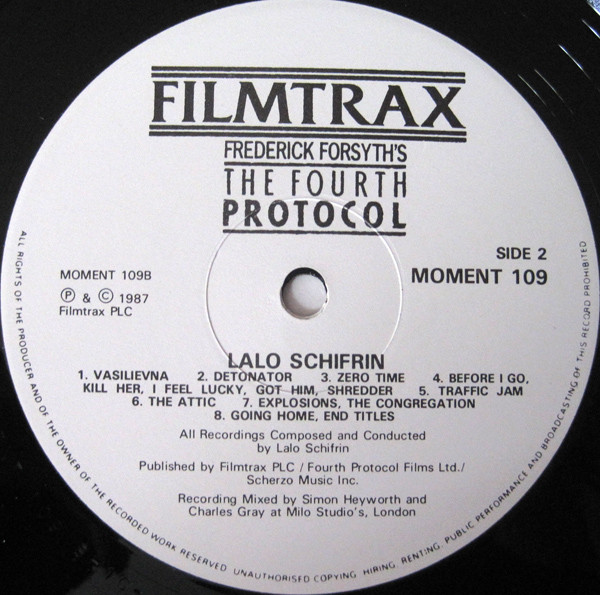 FILMTRAX
FREDERICK FORSYTH'S
THE FOURTH
PROTOCOL
SIDE 2
MOMENT 109B
MOMENT 109
Ⓟ & © 1987
Filmtrax PLC
LALO SCHIFRIN
1. VASILIEVNA 2. DETONATOR 3. ZERO TIME 4. BEFORE I GO,
KILL HER, I FEEL LUCKY, GOT HIM, SHREDDER 5. TRAFFIC JAM
6. THE ATTIC 7. EXPLOSIONS, THE CONGREGATION
8. GOING HOME, END TITLES
All Recordings Composed and Conducted
by Lalo Schifrin
Published by Filmtrax PLC / Fourth Protocol Films Ltd./
Scherzo Music Inc.
Recording Mixed by Simon Heyworth and
Charles Gray at Milo Studio's, London
ALL RIGHTS OF THE PRODUCER AND OF THE OWNER OF THE RECORDED WORK RESERVED UNAUTHORISED COPYING. HIRING. RENTING. PUBLIC PERFORMANCE AND BROADCASTING OF THIS RECORD PROHIBITED